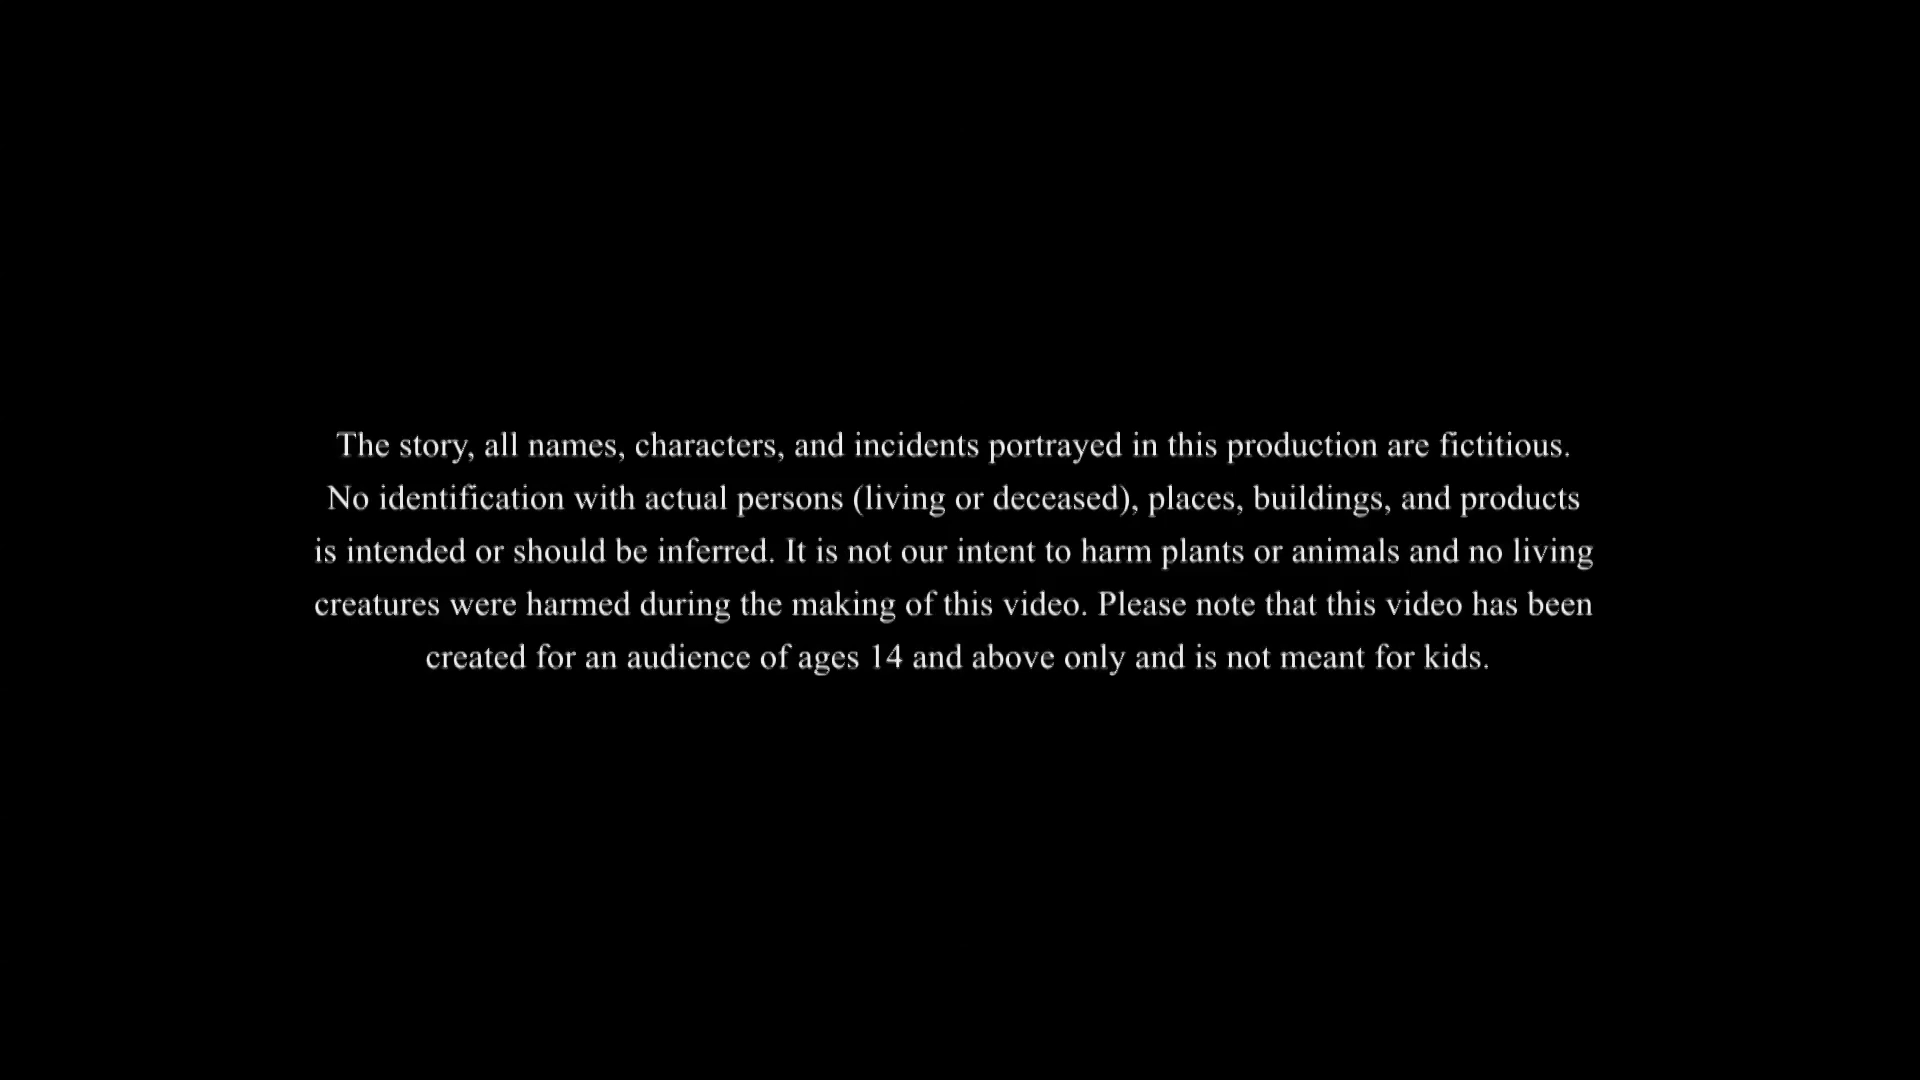 The story, all names, characters, and incidents portrayed in this production are fictitious.
No identification with actual persons (living or deceased), places, buildings, and products
is intended or should be inferred. It is not our intent to harm plants or animals and no living
creatures were harmed during the making of this video. Please note that this video has been
created for an audience of ages 14 and above only and is not meant for kids.